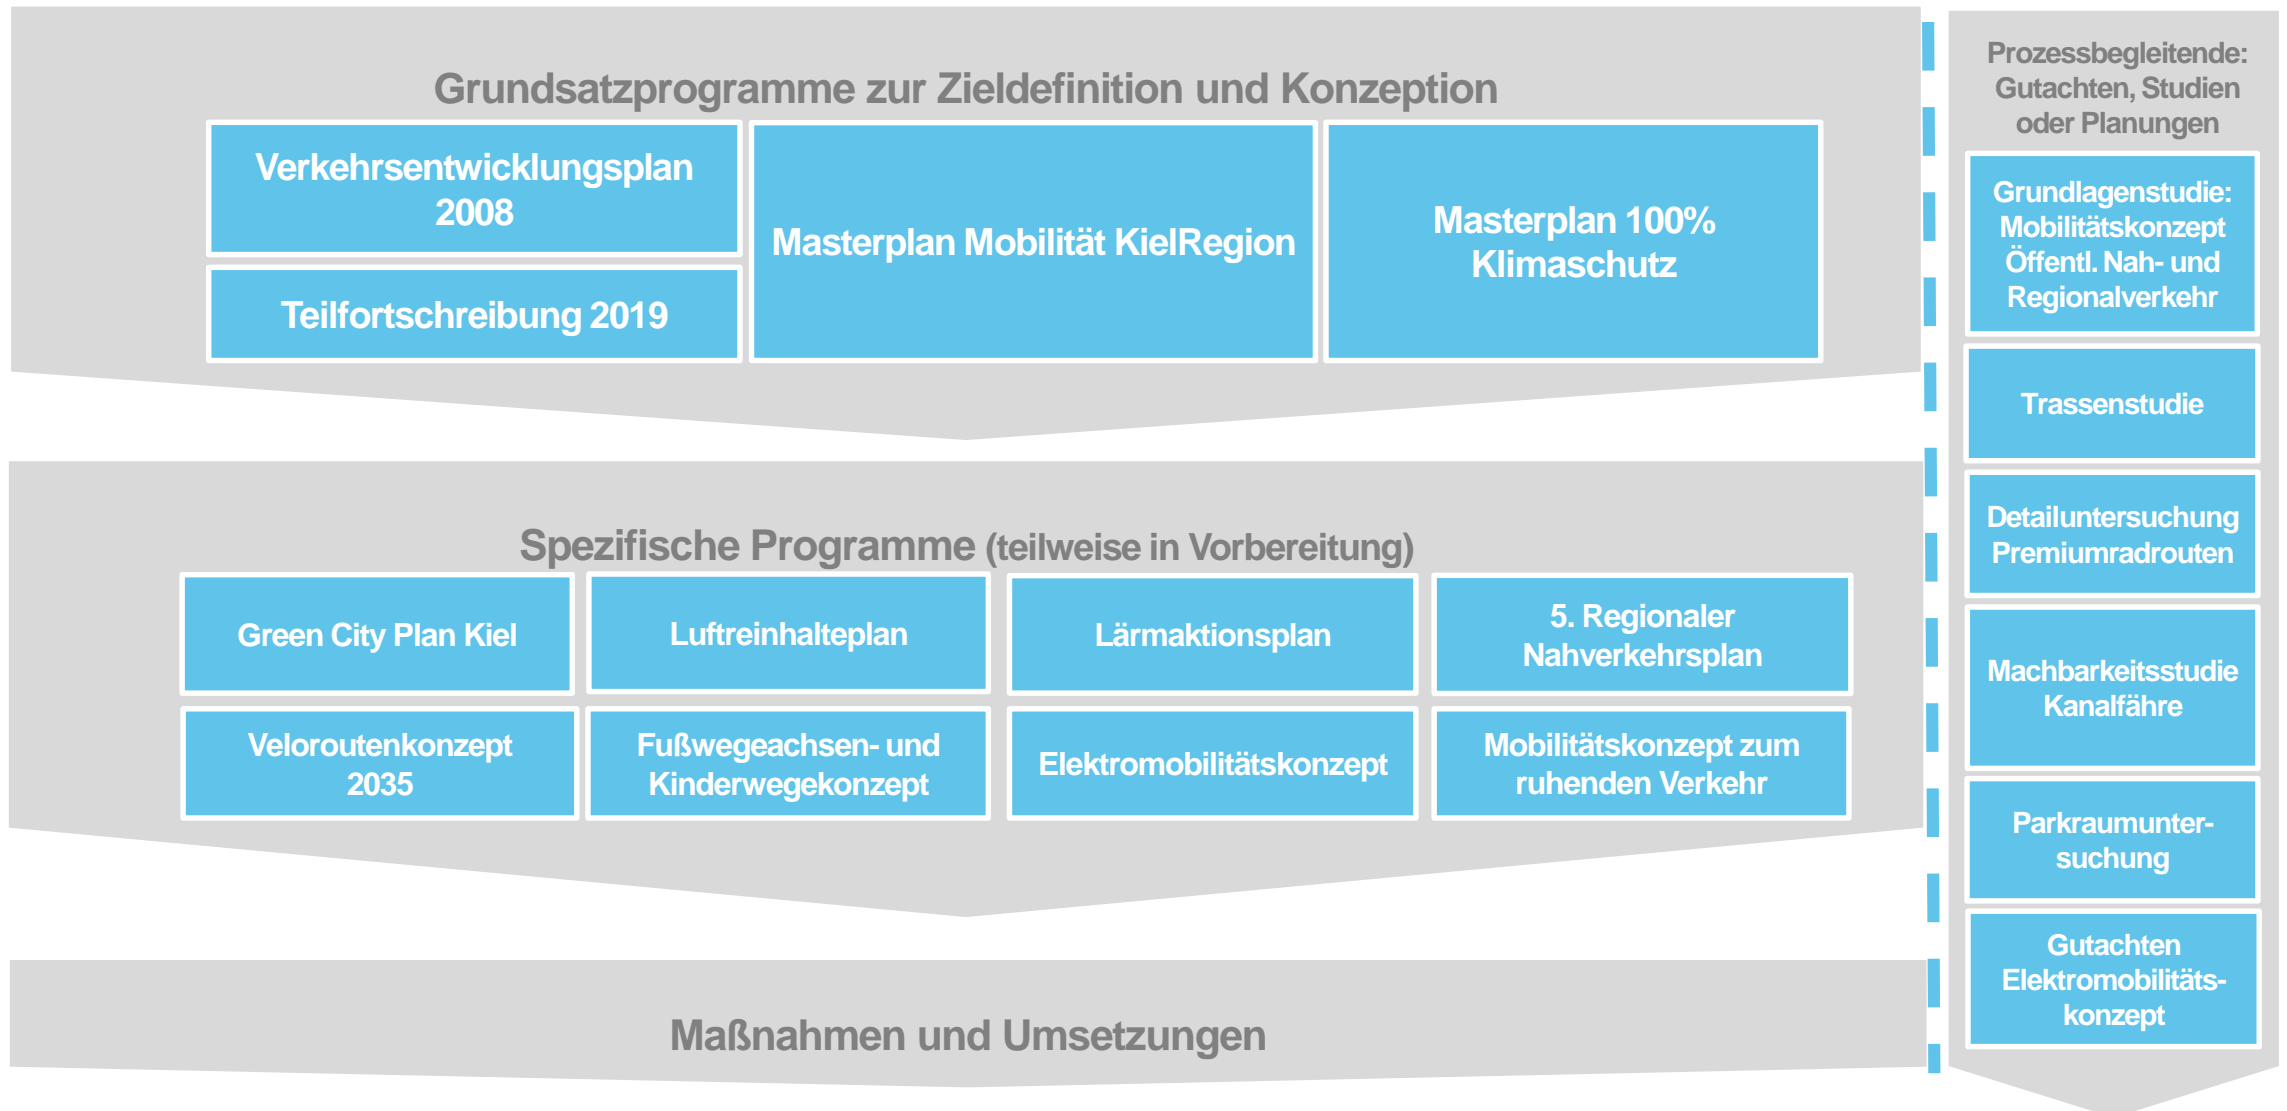 Grundsatzprogramme zur Zieldefinition und Konzeption
Verkehrsentwicklungsplan
2008
Teilfortschreibung 2019
Masterplan Mobilität KielRegion
Masterplan 100%
Klimaschutz
Spezifische Programme (teilweise in Vorbereitung)
Green City Plan Kiel
Luftreinhalteplan
Lärmaktionsplan
5. Regionaler
Nahverkehrsplan
Veloroutenkonzept
2035
Fußwegeachsen- und
Kinderwegekonzept
Elektromobilitätskonzept
Mobilitätskonzept zum
ruhenden Verkehr
Maßnahmen und Umsetzungen
Prozessbegleitende:
Gutachten, Studien
oder Planungen
Grundlagenstudie:
Mobilitätskonzept
Öffentl. Nah- und
Regionalverkehr
Trassenstudie
Detailuntersuchung
Premiumradrouten
Machbarkeitsstudie
Kanalfähre
Parkraumunter-
suchung
Gutachten
Elektromobilitäts-
konzept